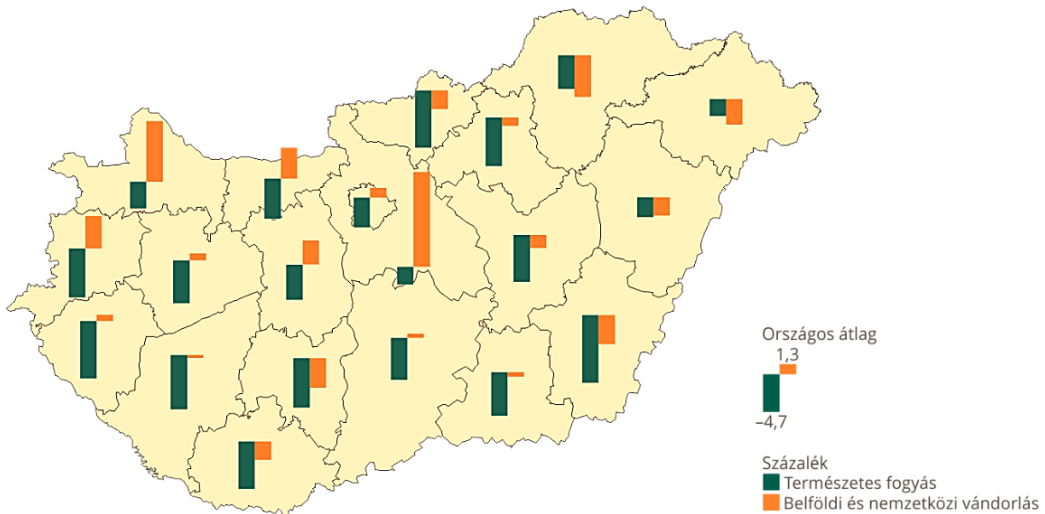 Országos átlag
1,3
–4,7
Százalék
Természetes fogyás
Belföldi és nemzetközi vándorlás